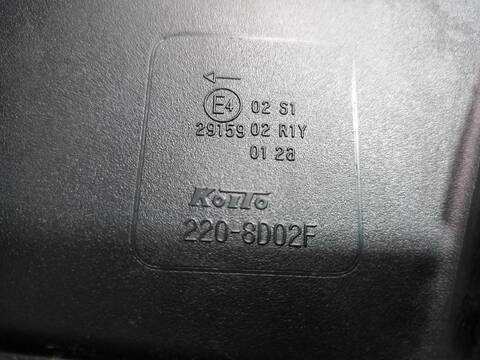 ←
E4 02 S1
29159 02 R1Y
01 28
KOITO
220-8D02F